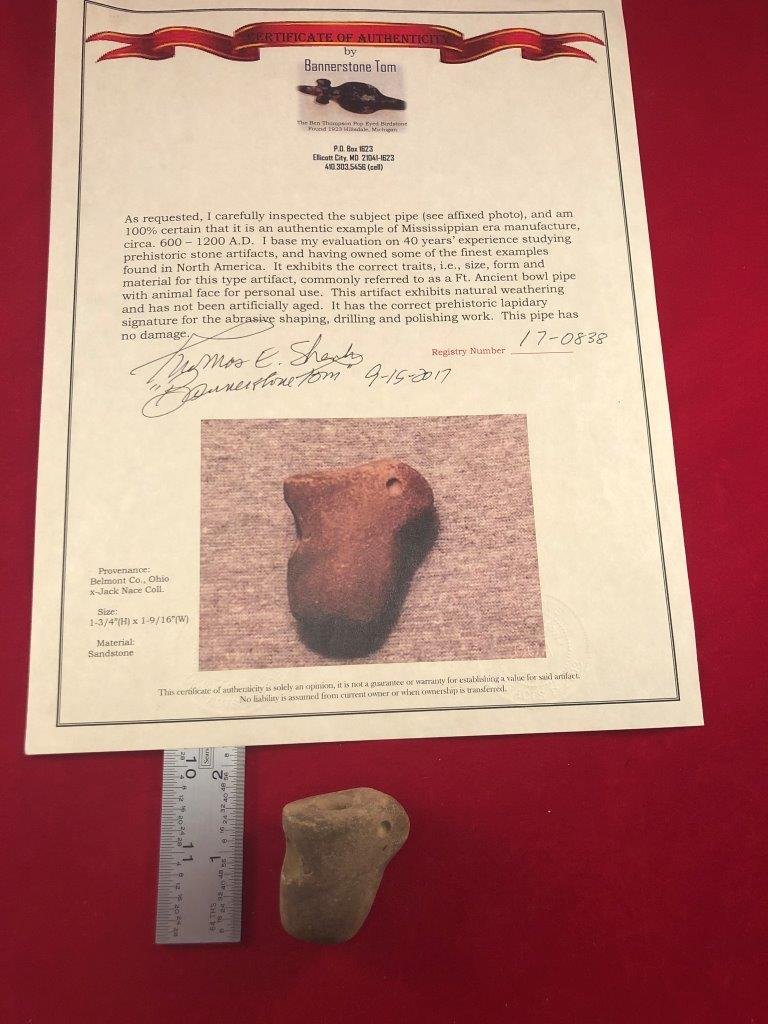 CERTIFICATE OF AUTHENTICITY
by
Bannerstone Tom
The Ben Thompson Pop Eyed Birdstone
Found 1923 Hillsdale, Michigan
P.O. Box 1623
Ellicott City, MD 21041-1623
410.303.5456 (cell)
As requested, I carefully inspected the subject pipe (see affixed photo), and am
100% certain that it is an authentic example of Mississippian era manufacture,
circa. 600 – 1200 A.D. I base my evaluation on 40 years' experience studying
prehistoric stone artifacts, and having owned some of the finest examples
found in North America. It exhibits the correct traits, i.e., size, form and
material for this type artifact, commonly referred to as a Ft. Ancient bowl pipe
with animal face for personal use. This artifact exhibits natural weathering
and has not been artificially aged. It has the correct prehistoric lapidary
signature for the abrasive shaping, drilling and polishing work. This pipe has
no damage.
Registry Number 17-0838
Thomas E.
"Bannerstone Tom" 9-15-2017
Provenance:
Belmont Co., Ohio
x-Jack Nace Coll.
Size:
1-3/4"(H) x 1-9/16"(W)
Material:
Sandstone
This certificate of authenticity is solely an opinion, it is not a guarantee or warranty for establishing a value for said artifact.
No liability is assumed from current owner or when ownership is transferred.
10
2
11
1
64 THS